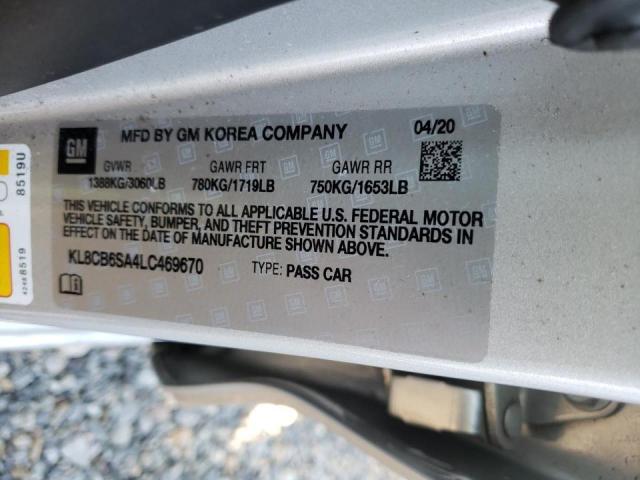 GM
MFD BY GM KOREA COMPANY 04/20
GVWR GAWR FRT GAWR RR
1388KG/3060LB 780KG/1719LB 750KG/1653LB
THIS VEHICLE CONFORMS TO ALL APPLICABLE U.S. FEDERAL MOTOR
VEHICLE SAFETY, BUMPER, AND THEFT PREVENTION STANDARDS IN
EFFECT ON THE DATE OF MANUFACTURE SHOWN ABOVE.
KL8CB6SA4LC469670 TYPE: PASS CAR
8519U
42468519